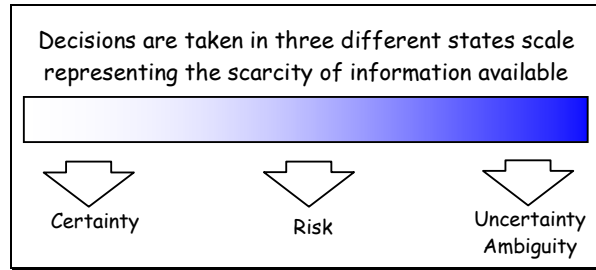 Decisions are taken in three different states scale
representing the scarcity of information available
Certainty
Risk
Uncertainty
Ambiguity